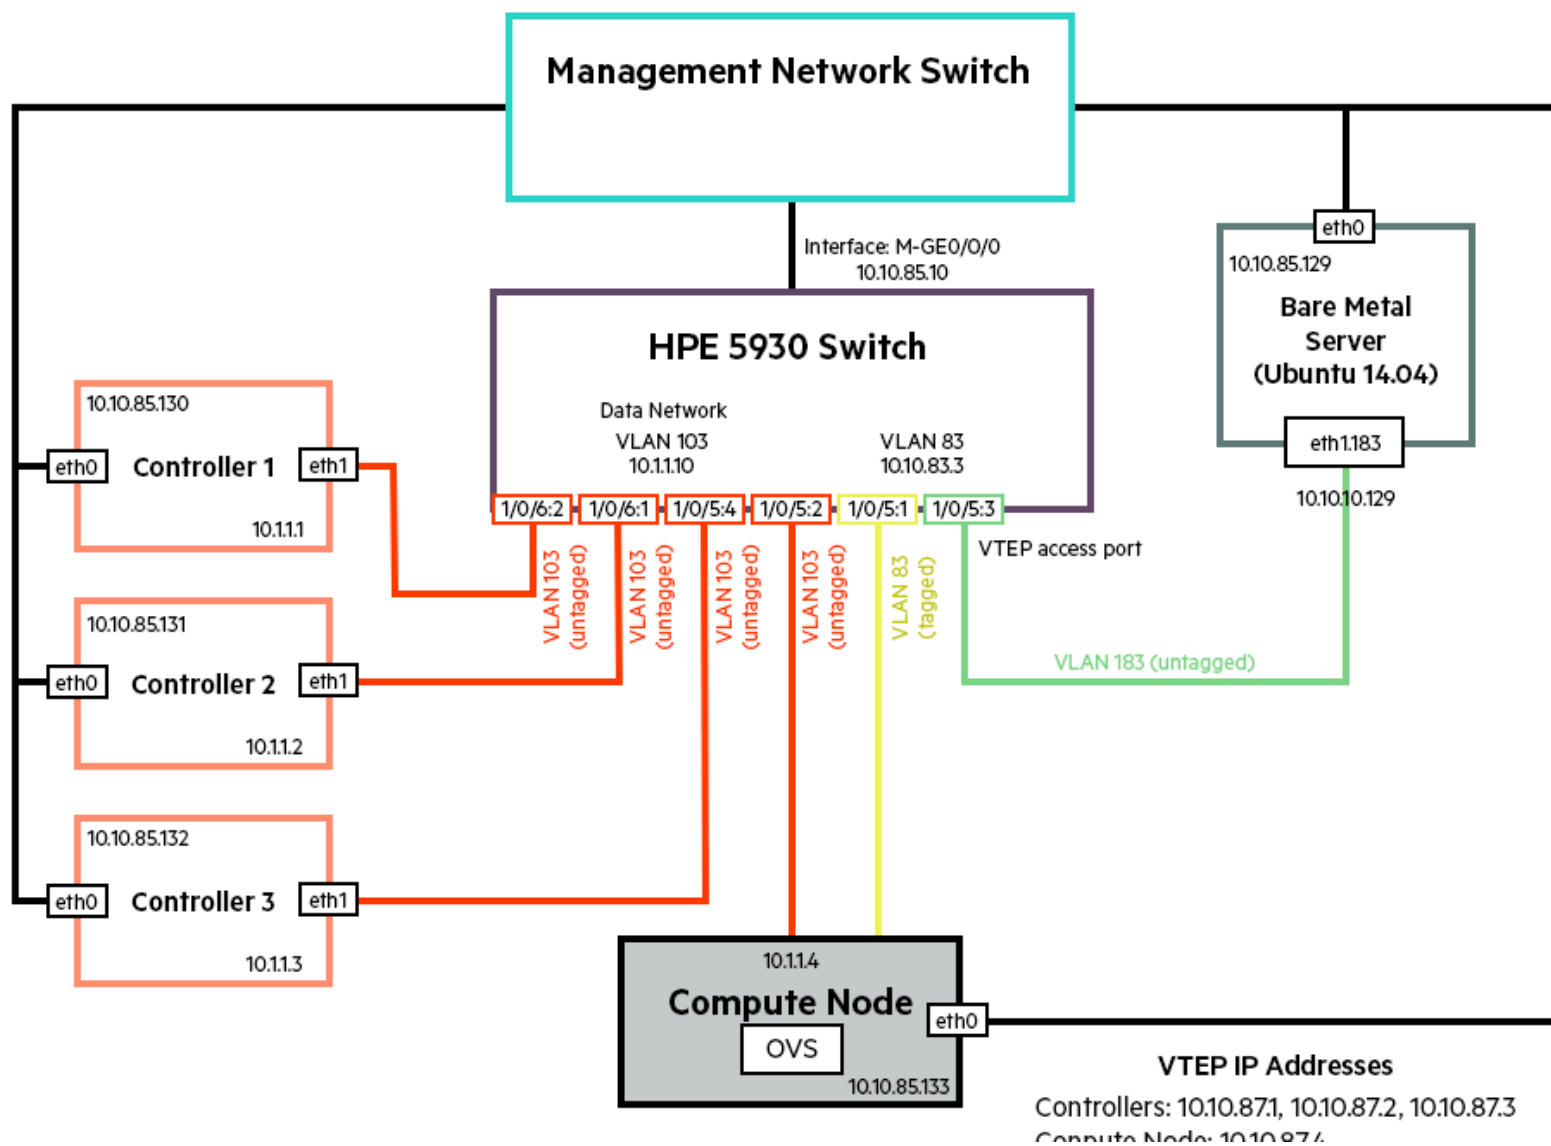 Management Network Switch
Interface: M-GE0/0/0
10.10.85.10
eth0
10.10.85.129
Bare Metal
Server
(Ubuntu 14.04)
eth1.183
10.10.10.129
HPE 5930 Switch
Data Network
VLAN 103
10.1.1.10
VLAN 83
10.10.83.3
1/0/6:2
1/0/6:1
1/0/5:4
1/0/5:2
1/0/5:1
1/0/5:3
VTEP access port
VLAN 103
(untagged)
VLAN 103
(untagged)
VLAN 103
(untagged)
VLAN 103
(untagged)
VLAN 83
(tagged)
VLAN 183 (untagged)
10.10.85.130
eth0
Controller 1
eth1
10.1.1.1
10.10.85.131
eth0
Controller 2
eth1
10.1.1.2
10.10.85.132
eth0
Controller 3
eth1
10.1.1.3
10.1.1.4
Compute Node
eth0
OVS
10.10.85.133
VTEP IP Addresses
Controllers: 10.10.87.1, 10.10.87.2, 10.10.87.3
Conpute Node: 10.10.87.4